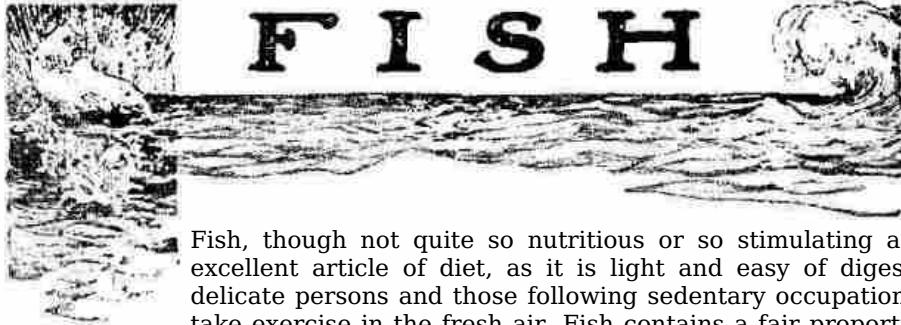 FISH
Fish, though not quite so nutritious or so stimulating a
excellent article of diet, as it is light and easy of diges
delicate persons and those following sedentary occupation
take exercise in the fresh air. Fish contains a fair proport